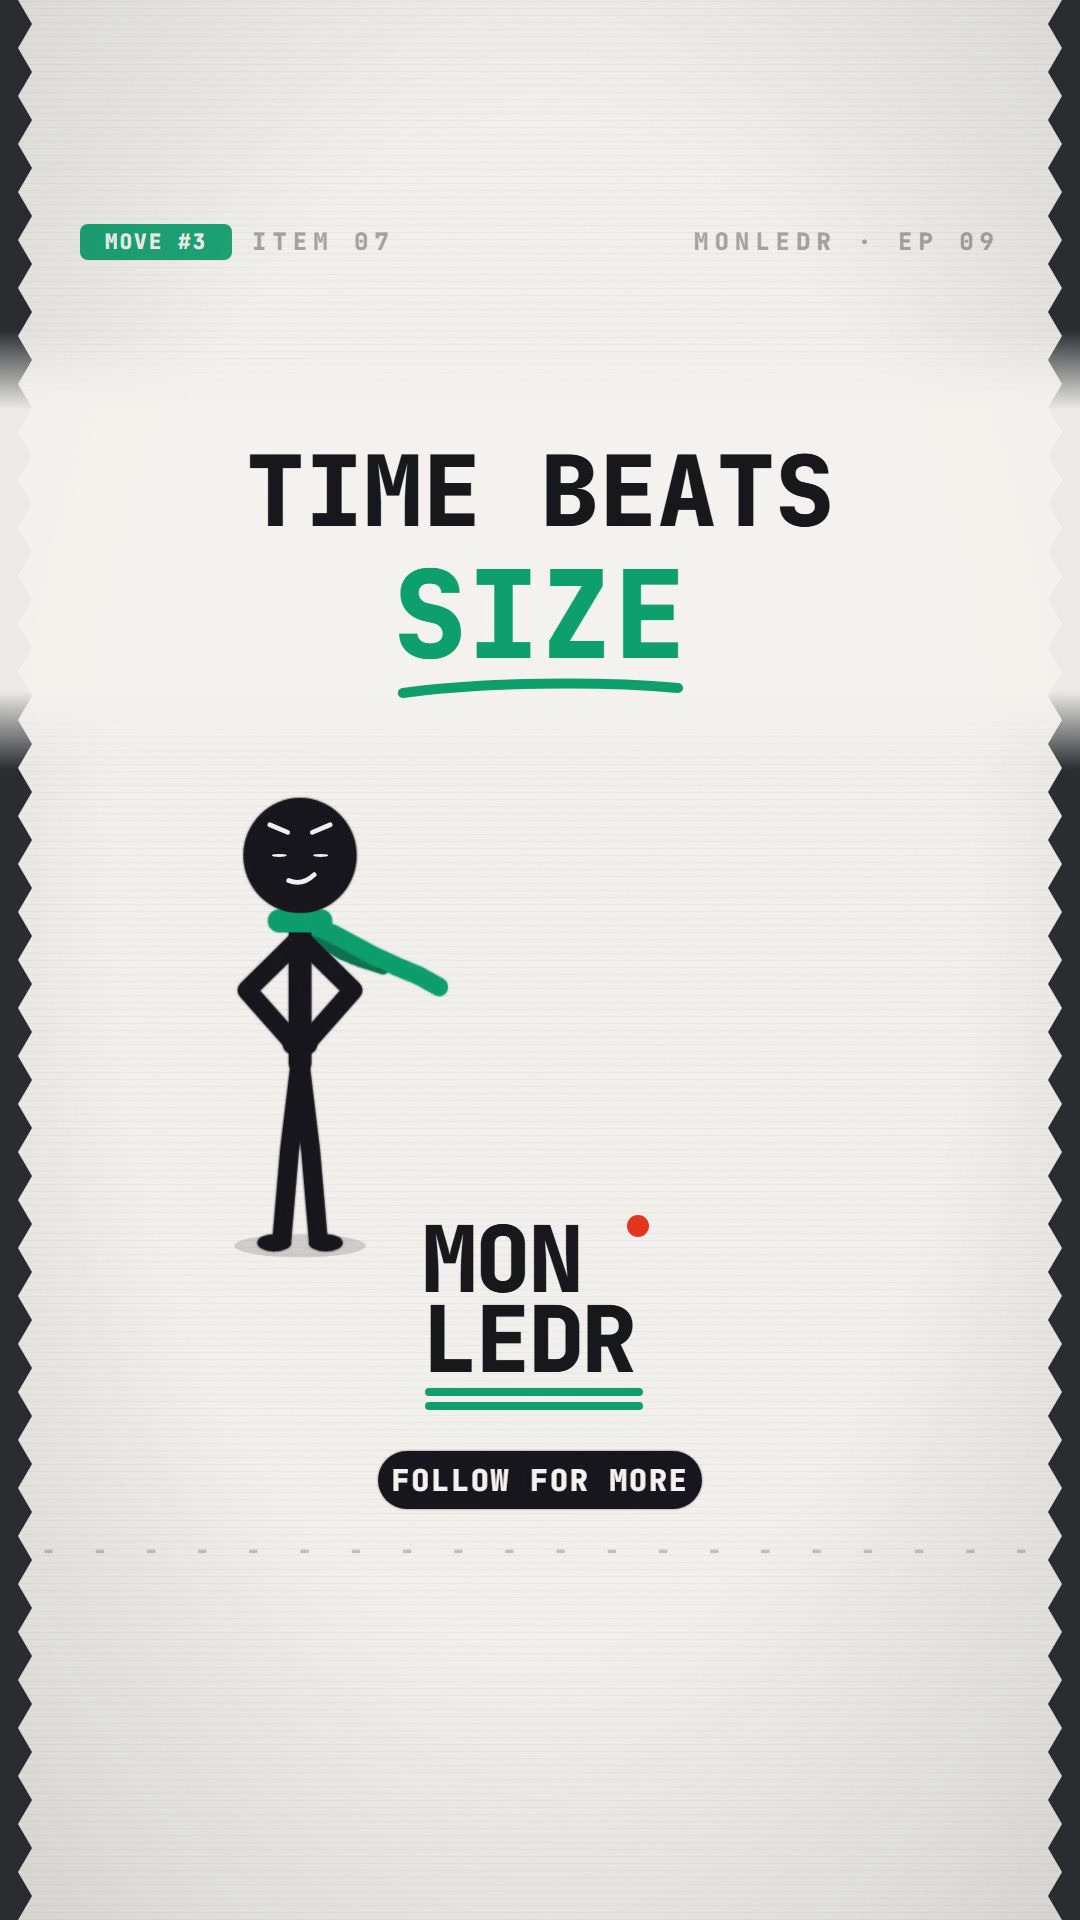 MOVE #3 ITEM 07 MONLEDR · EP 09
TIME BEATS
SIZE
MON
LEDR
FOLLOW FOR MORE